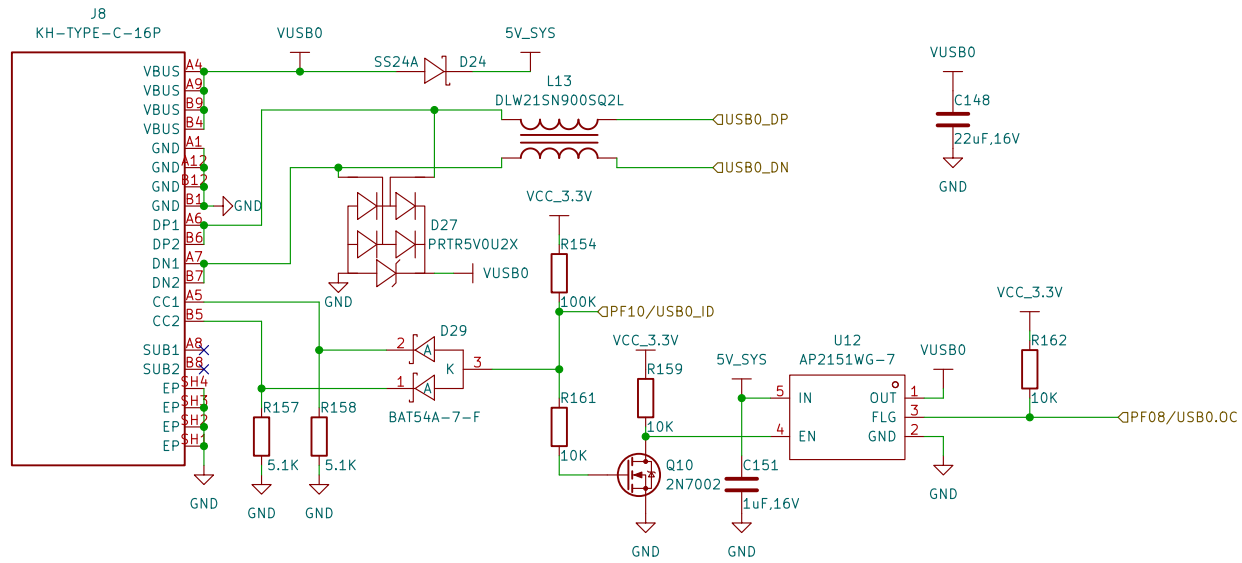 J8
KH-TYPE-C-16P
VBUS A4
VBUS A9
VBUS B9
VBUS B4
GND A1
GND A12
GND B12
GND B1
DP1 A6
DP2 B6
DN1 A7
DN2 B7
CC1 A5
CC2 B5
SUB1 A8
SUB2 B8
EP SH4
EP SH3
EP SH2
EP SH1
GND
GND
VUSB0
SS24A
D24
5V_SYS
L13
DLW21SN900SQ2L
USB0_DP
USB0_DN
D27
PRTR5V0U2X
VUSB0
GND
VUSB0
C148
22uF,16V
GND
VCC_3.3V
R154
100K
PF10/USB0_ID
D29
2
A
K
3
1
A
BAT54A-7-F
R157
5.1K
GND
R158
5.1K
GND
R161
10K
VCC_3.3V
R159
10K
Q10
2N7002
GND
5V_SYS
C151
1uF,16V
GND
U12
AP2151WG-7
5 IN
4 EN
OUT 1
FLG 3
GND 2
VUSB0
GND
VCC_3.3V
R162
10K
PF08/USB0.OC